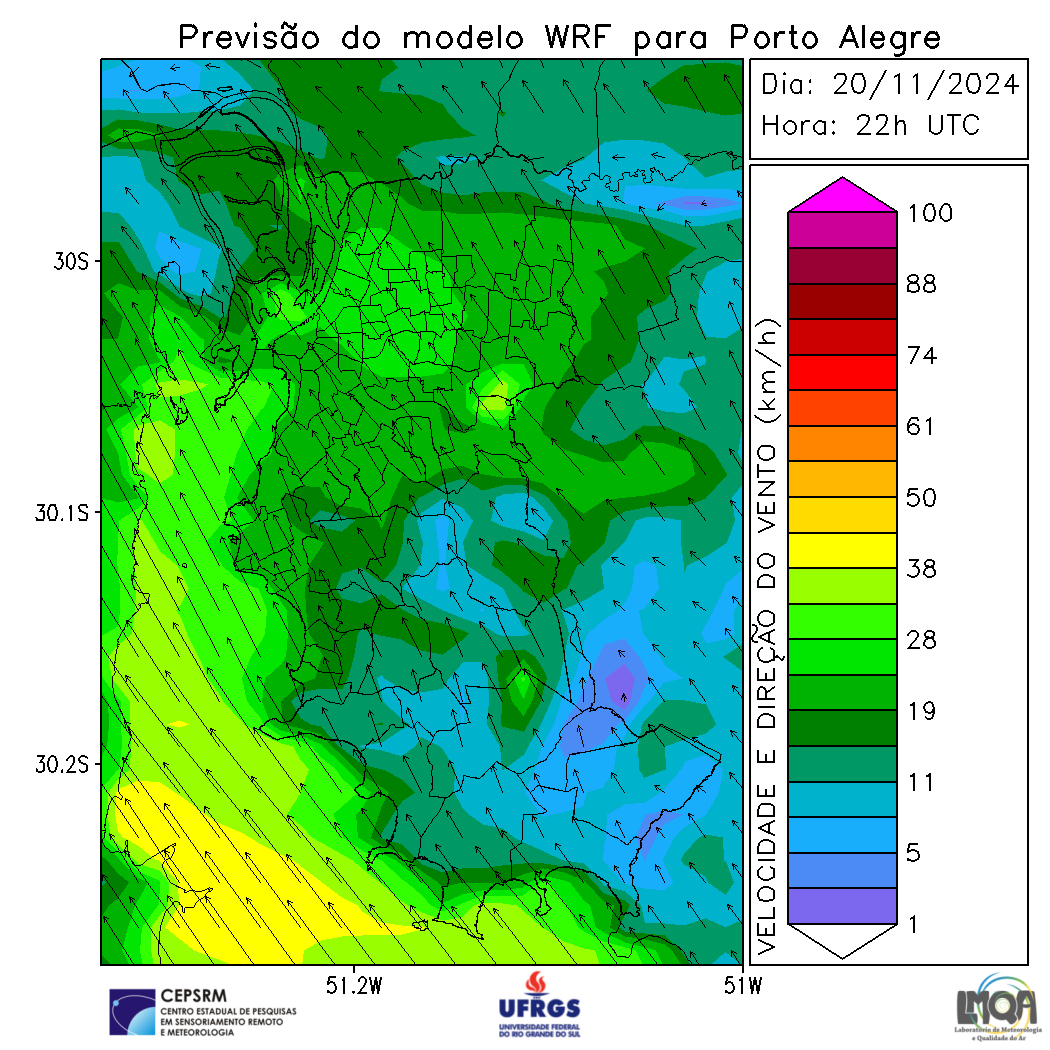 Previsão do modelo WRF para Porto Alegre
Dia: 20/11/2024
Hora: 22h UTC
30S
30.1S
30.2S
51.2W
51W
VELOCIDADE E DIREÇÃO DO VENTO (km/h)
100
88
74
61
50
38
28
19
11
5
1
CEPSRM
CENTRO ESTADUAL DE PESQUISAS
EM SENSORIAMENTO REMOTO
E METEOROLOGIA
UFRGS
UNIVERSIDADE FEDERAL
DO RIO GRANDE DO SUL
LMQA
Laboratório de Meteorologia
e Qualidade do Ar